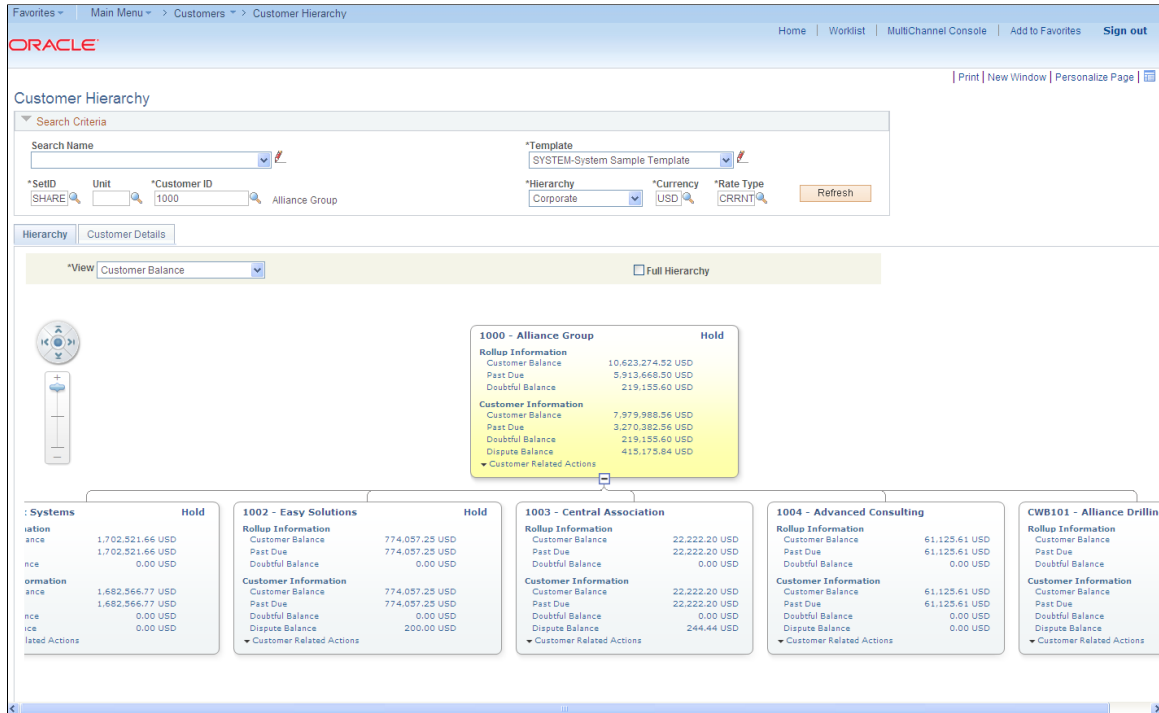 Favorites Main Menu > Customers > Customer Hierarchy
Home Worklist MultiChannel Console Add to Favorites Sign out
ORACLE
Print New Window Personalize Page
Customer Hierarchy
Search Criteria
Search Name
*Template
SYSTEM-System Sample Template
*SetID Unit *Customer ID
SHARE 1000 Alliance Group
*Hierarchy *Currency *Rate Type
Corporate USD CRRNT
Refresh
Hierarchy Customer Details
*View Customer Balance Full Hierarchy
1000 - Alliance Group Hold
Rollup Information
Customer Balance 10,623,274.52 USD
Past Due 5,913,668.50 USD
Doubtful Balance 219,155.60 USD
Customer Information
Customer Balance 7,979,988.56 USD
Past Due 3,270,382.56 USD
Doubtful Balance 219,155.60 USD
Dispute Balance 415,175.84 USD
Customer Related Actions
: Systems Hold
ation
ance 1,702,521.66 USD
1,702,521.66 USD
nce 0.00 USD
ormation
ance 1,682,566.77 USD
1,682,566.77 USD
nce 0.00 USD
ce 0.00 USD
lated Actions
1002 - Easy Solutions Hold
Rollup Information
Customer Balance 774,057.25 USD
Past Due 774,057.25 USD
Doubtful Balance 0.00 USD
Customer Information
Customer Balance 774,057.25 USD
Past Due 774,057.25 USD
Doubtful Balance 0.00 USD
Dispute Balance 200.00 USD
Customer Related Actions
1003 - Central Association
Rollup Information
Customer Balance 22,222.20 USD
Past Due 22,222.20 USD
Doubtful Balance 0.00 USD
Customer Information
Customer Balance 22,222.20 USD
Past Due 22,222.20 USD
Doubtful Balance 0.00 USD
Dispute Balance 244.44 USD
Customer Related Actions
1004 - Advanced Consulting
Rollup Information
Customer Balance 61,125.61 USD
Past Due 61,125.61 USD
Doubtful Balance 0.00 USD
Customer Information
Customer Balance 61,125.61 USD
Past Due 61,125.61 USD
Doubtful Balance 0.00 USD
Dispute Balance 0.00 USD
Customer Related Actions
CWB101 - Alliance Drillin
Rollup Information
Customer Balance
Past Due
Doubtful Balance
Customer Information
Customer Balance
Past Due
Doubtful Balance
Dispute Balance
Customer Related Actions